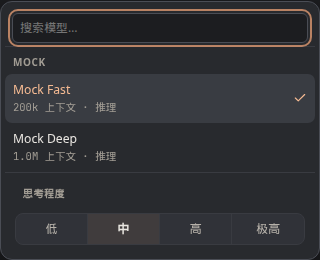 搜索模型...
MOCK
Mock Fast
200k 上下文 · 推理
Mock Deep
1.0M 上下文 · 推理
思考程度
低 中 高 极高